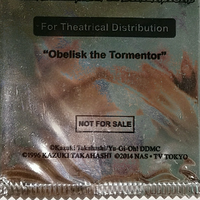 For Theatrical Distribution
"Obelisk the Tormentor"
NOT FOR SALE
©Kazuki Takahashi/Yu-Gi-Oh! DDMC
©1996 KAZUKI TAKAHASHI ©2014 NAS • TV TOKYO